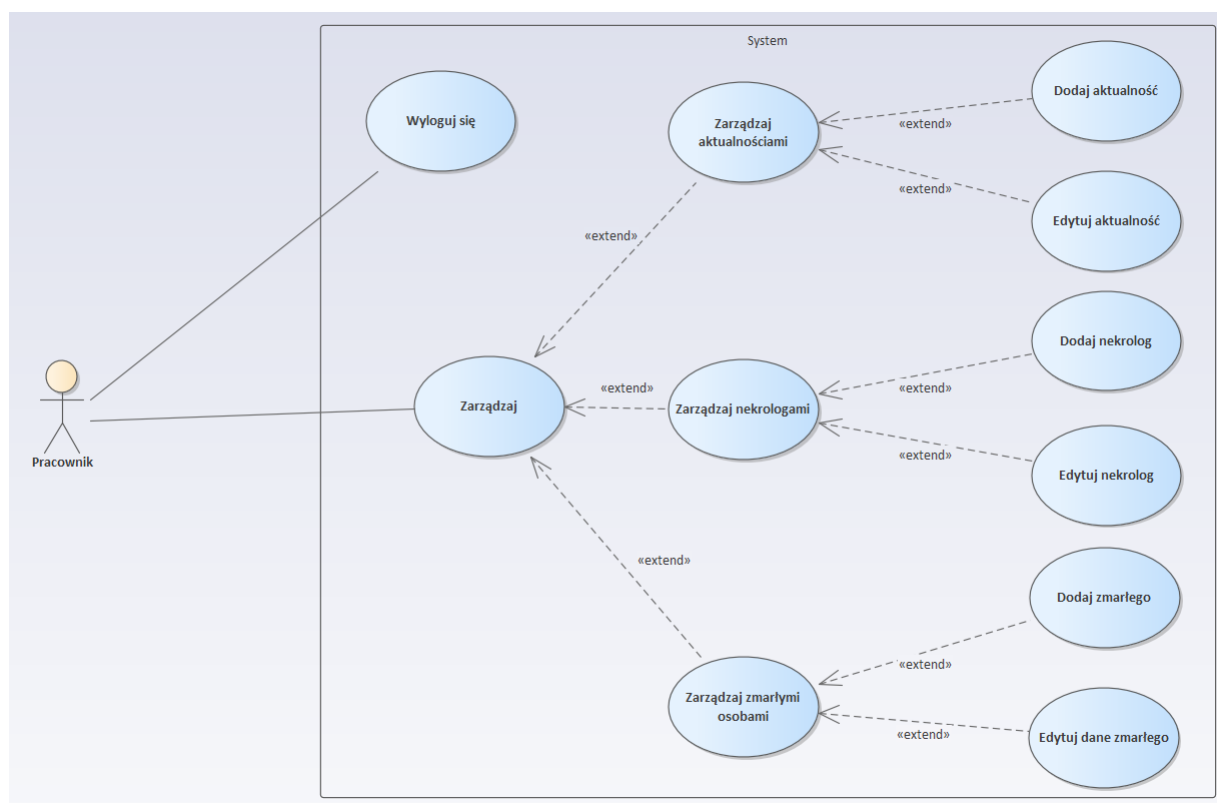 System
Wyloguj się
Zarządzaj
aktualnościami
Dodaj aktualność
«extend»
Edytuj aktualność
«extend»
«extend»
Pracownik
Zarządzaj
«extend»
Zarządzaj nekrologami
Dodaj nekrolog
«extend»
Edytuj nekrolog
«extend»
«extend»
Zarządzaj zmarłymi
osobami
Dodaj zmarłego
«extend»
Edytuj dane zmarłego
«extend»